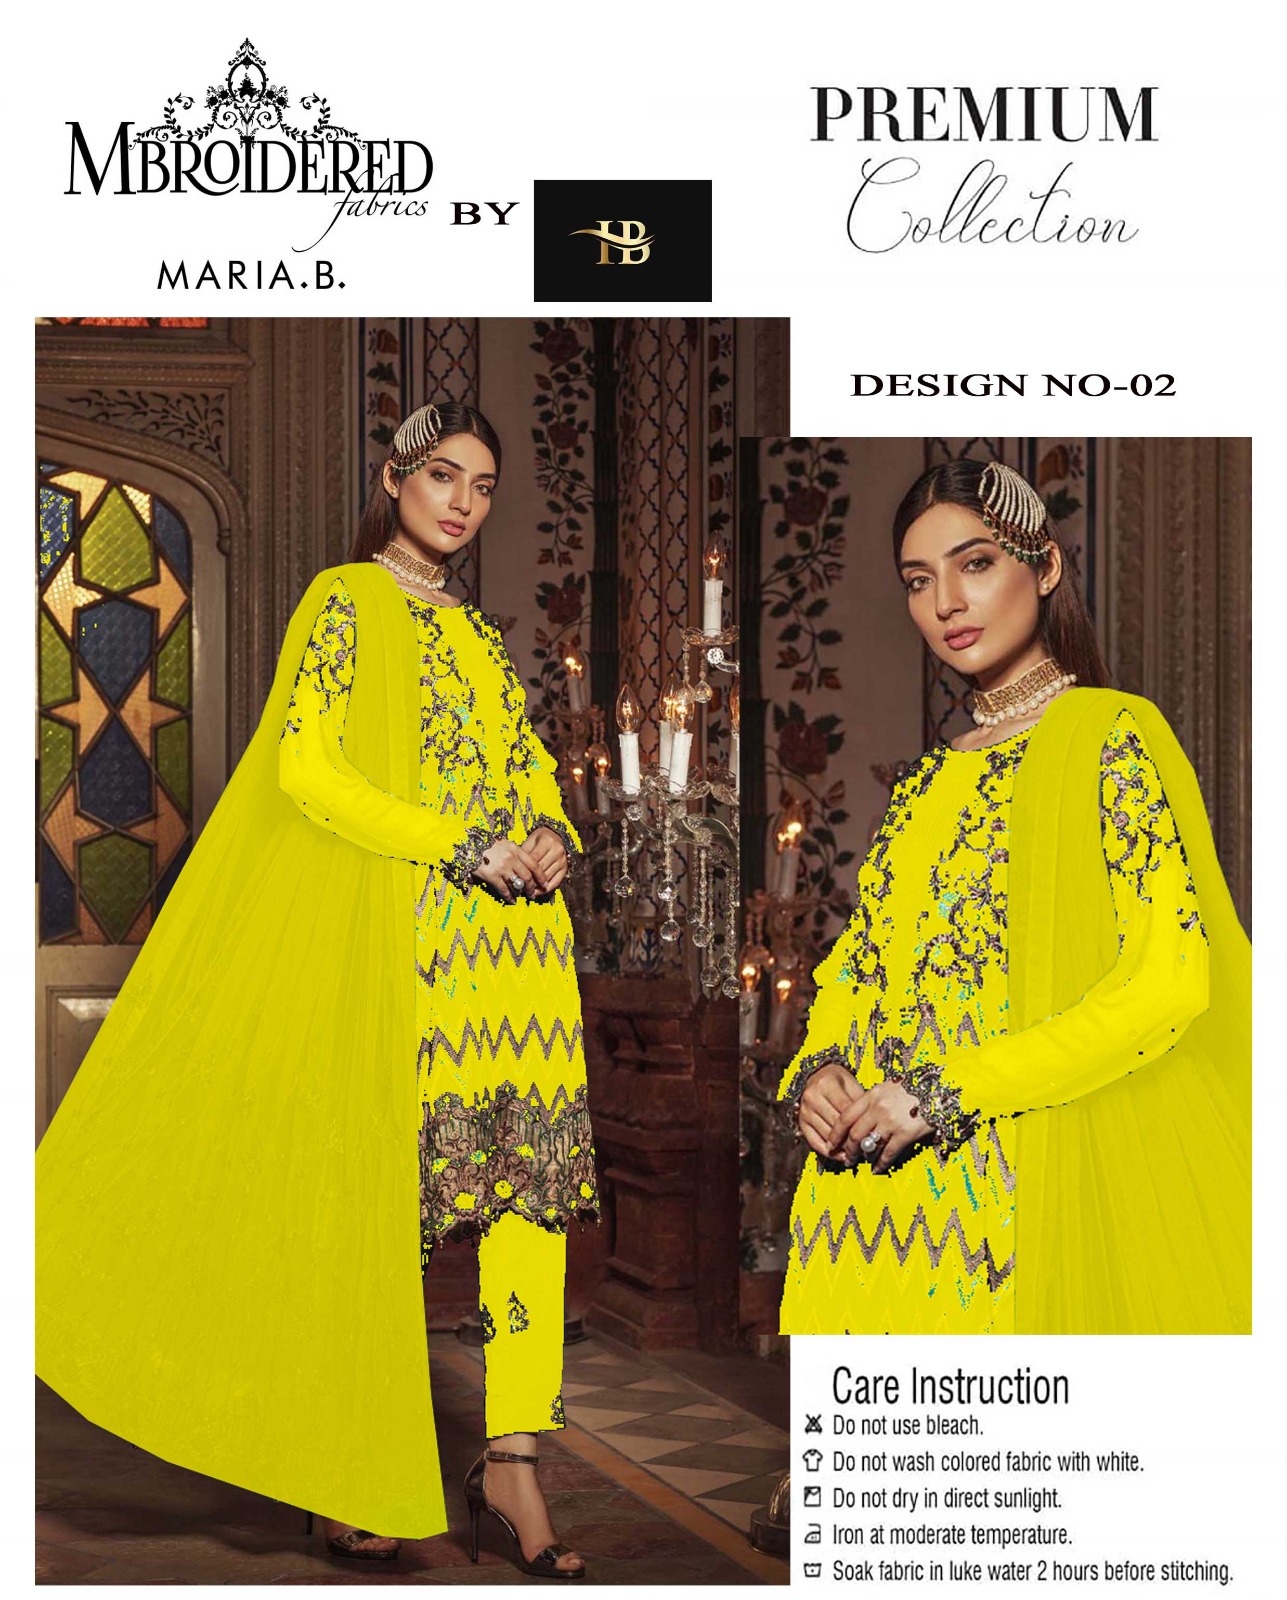 MBROIDERED
fabrics
MARIA.B.
BY
HB
PREMIUM
Collection
DESIGN NO-02
Care Instruction
Do not use bleach.
Do not wash colored fabric with white.
Do not dry in direct sunlight.
Iron at moderate temperature.
Soak fabric in luke water 2 hours before stitching.